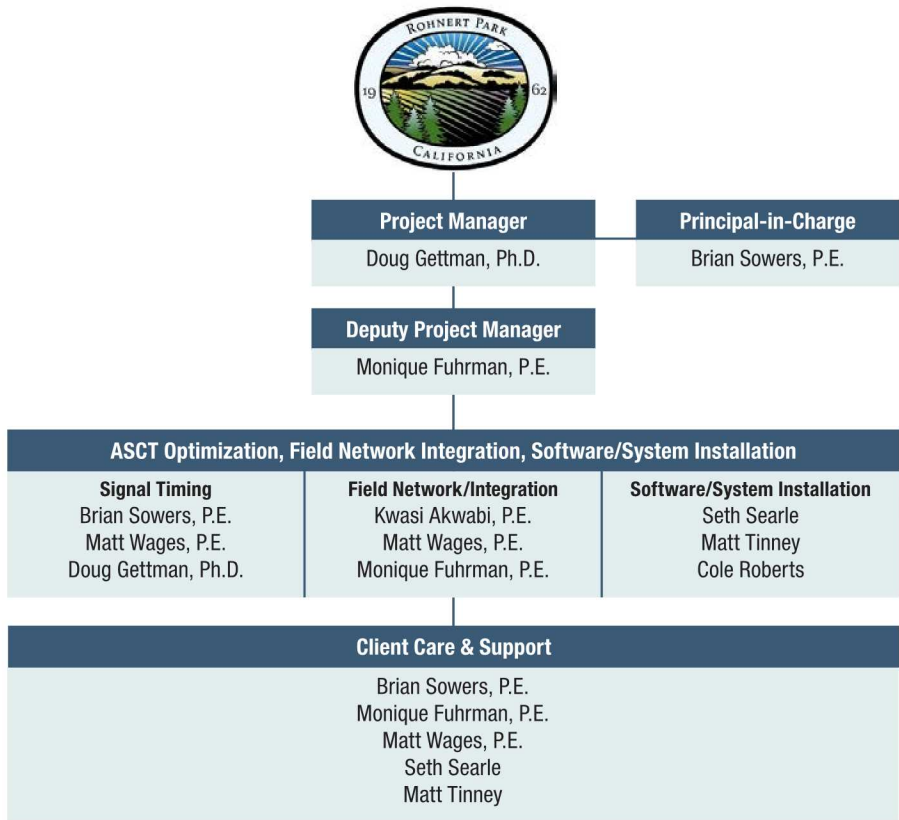 ROHNERT PARK
19 62
CALIFORNIA
Project Manager
Doug Gettman, Ph.D.
Principal-in-Charge
Brian Sowers, P.E.
Deputy Project Manager
Monique Fuhrman, P.E.
ASCT Optimization, Field Network Integration, Software/System Installation
Signal Timing
Brian Sowers, P.E.
Matt Wages, P.E.
Doug Gettman, Ph.D.
Field Network/Integration
Kwasi Akwabi, P.E.
Matt Wages, P.E.
Monique Fuhrman, P.E.
Software/System Installation
Seth Searle
Matt Tinney
Cole Roberts
Client Care & Support
Brian Sowers, P.E.
Monique Fuhrman, P.E.
Matt Wages, P.E.
Seth Searle
Matt Tinney